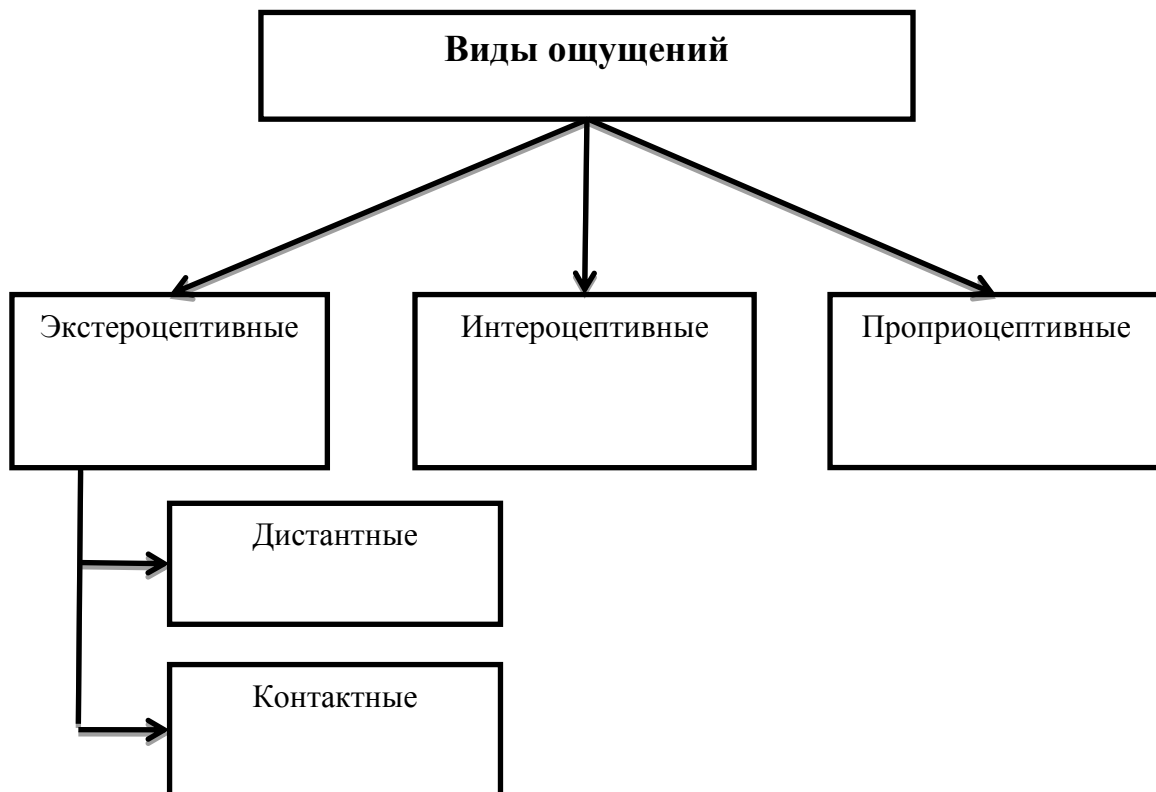 Виды ощущений
Экстероцептивные
Интероцептивные
Проприоцептивные
Дистантные
Контактные